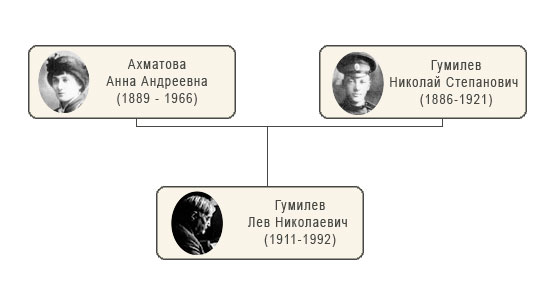 Ахматова
Анна Андреевна
(1889 - 1966)
Гумилев
Николай Степанович
(1886-1921)
Гумилев
Лев Николаевич
(1911-1992)